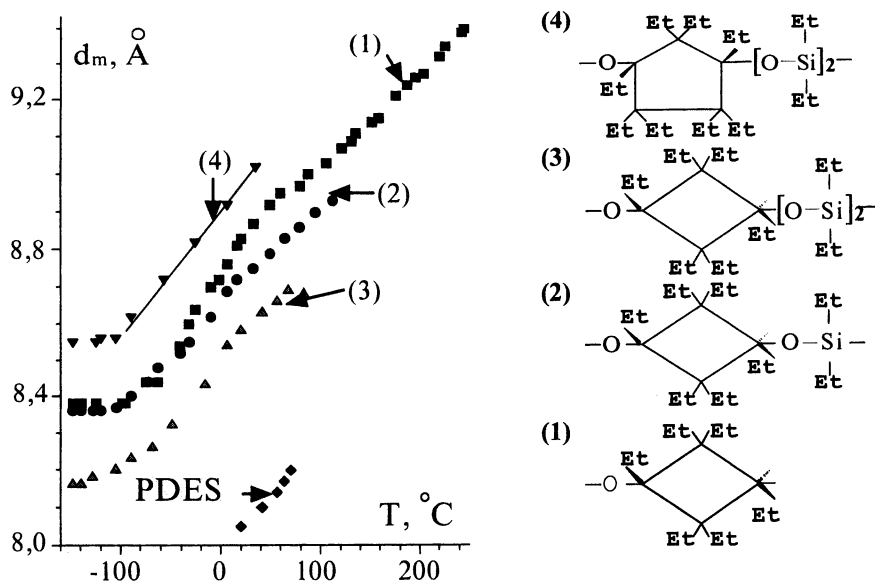 dm, Å
9,2
8,8
8,4
8,0
-100 0 100 200
T, °C
(1)
(4)
(2)
(3)
PDES
(4)
Et Et Et
Et
—O— —[O—Si]2—
Et
Et
Et Et Et Et
(3)
Et Et Et
Et
—O— —[O—Si]2—
Et
Et
Et Et
(2)
Et Et Et
Et
—O— O—Si—
Et
Et
Et Et
(1)
Et Et
Et
—O—
Et
Et Et